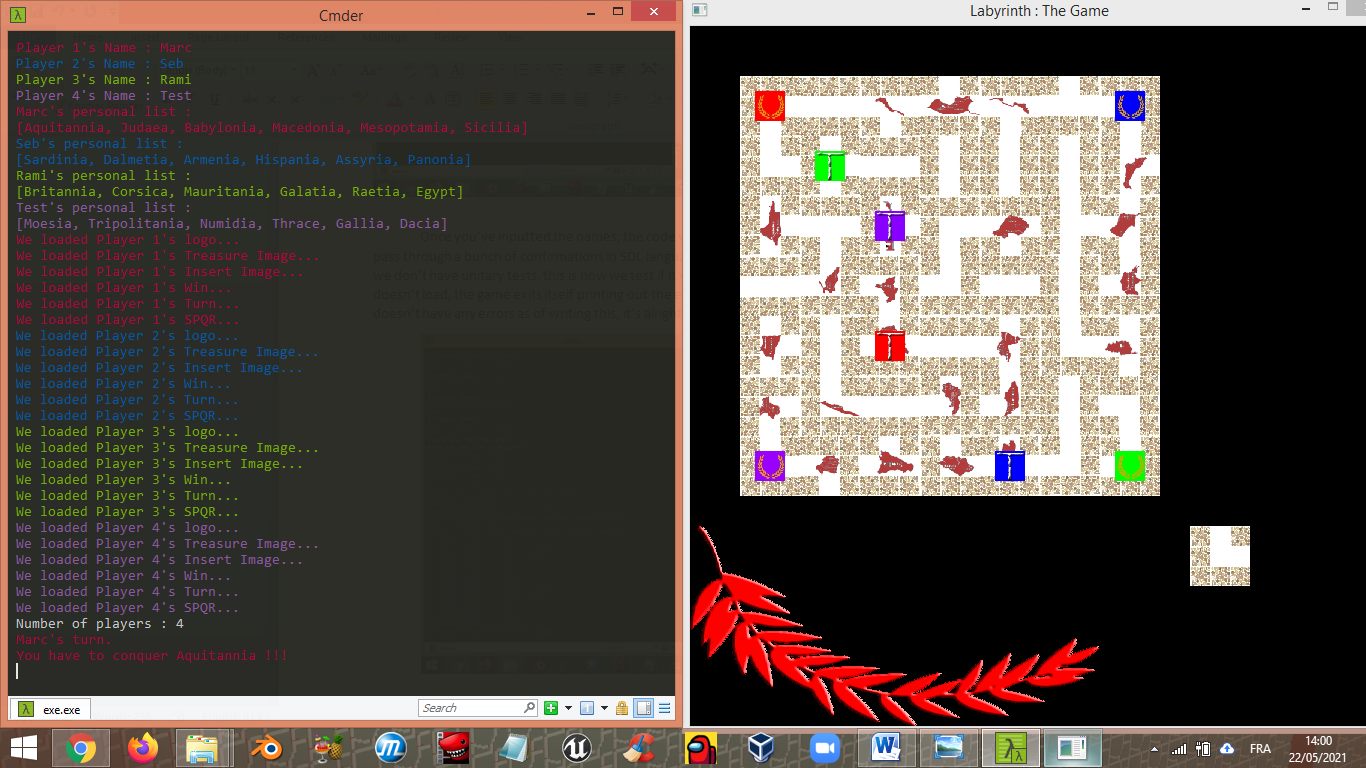 Cmder
Player 1's Name : Marc
Player 2's Name : Seb
Player 3's Name : Rami
Player 4's Name : Test
Marc's personal list :
[Aquitannia, Judaea, Babylonia, Macedonia, Mesopotamia, Sicilia]
Seb's personal list :
[Sardinia, Dalmetia, Armenia, Hispania, Assyria, Panonia]
Rami's personal list :
[Britannia, Corsica, Mauritania, Galatia, Raetia, Egypt]
Test's personal list :
[Moesia, Tripolitania, Numidia, Thrace, Gallia, Dacia]
We loaded Player 1's logo...
We loaded Player 1's Treasure Image...
We loaded Player 1's Insert Image...
We loaded Player 1's Win...
We loaded Player 1's Turn...
We loaded Player 1's SPQR...
We loaded Player 2's logo...
We loaded Player 2's Treasure Image...
We loaded Player 2's Insert Image...
We loaded Player 2's Win...
We loaded Player 2's Turn...
We loaded Player 2's SPQR...
We loaded Player 3's logo...
We loaded Player 3's Treasure Image...
We loaded Player 3's Insert Image...
We loaded Player 3's Win...
We loaded Player 3's Turn...
We loaded Player 3's SPQR...
We loaded Player 4's logo...
We loaded Player 4's Treasure Image...
We loaded Player 4's Insert Image...
We loaded Player 4's Win...
We loaded Player 4's Turn...
We loaded Player 4's SPQR...
Number of players : 4
Marc's turn.
You have to conquer Aquitannia !!!
λ exe.exe
Search
Labyrinth : The Game
FRA
14:00
22/05/2021